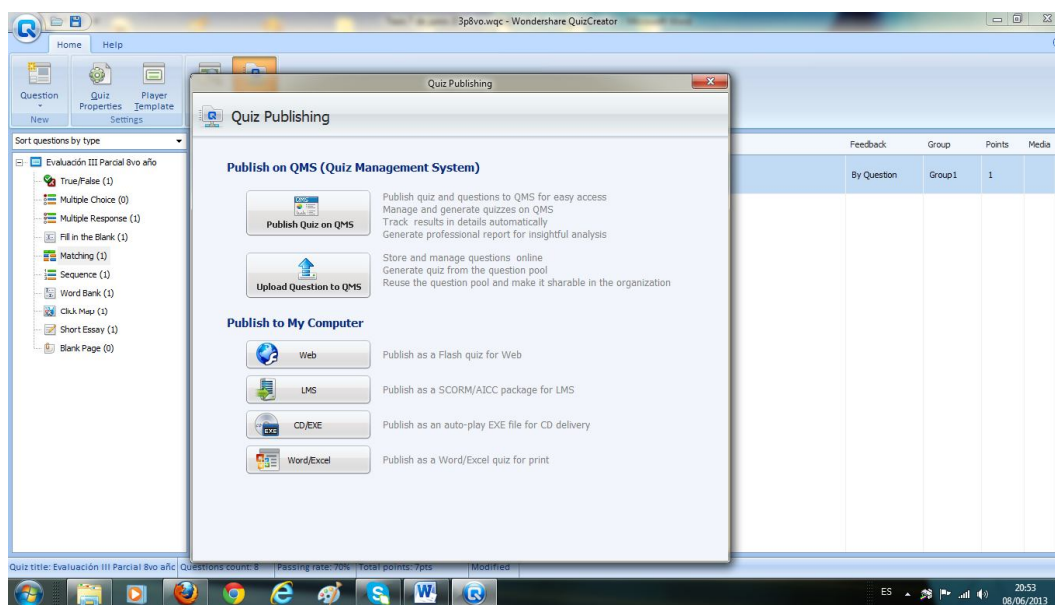 3p8vo.wqc - Wondershare QuizCreator
Home Help
Question
Quiz Properties
Player Template
New
Settings
Quiz Publishing
Quiz Publishing
Sort questions by type
Feedback Group Points Media
Evaluación III Parcial 8vo año
True/False (1)
Multiple Choice (0)
Multiple Response (1)
Fill in the Blank (1)
Matching (1)
Sequence (1)
Word Bank (1)
Click Map (1)
Short Essay (1)
Blank Page (0)
By Question Group1 1
Publish on QMS (Quiz Management System)
QMS
Publish Quiz on QMS
Publish quiz and questions to QMS for easy access
Manage and generate quizzes on QMS
Track results in details automatically
Generate professional report for insightful analysis
Upload Question to QMS
Store and manage questions online
Generate quiz from the question pool
Reuse the question pool and make it sharable in the organization
Publish to My Computer
Web
Publish as a Flash quiz for Web
LMS
Publish as a SCORM/AICC package for LMS
CD/EXE
Publish as an auto-play EXE file for CD delivery
Word/Excel
Publish as a Word/Excel quiz for print
Quiz title: Evaluación III Parcial 8vo año Questions count: 8 Passing rate: 70% Total points: 7pts Modified
ES
20:53
08/06/2013